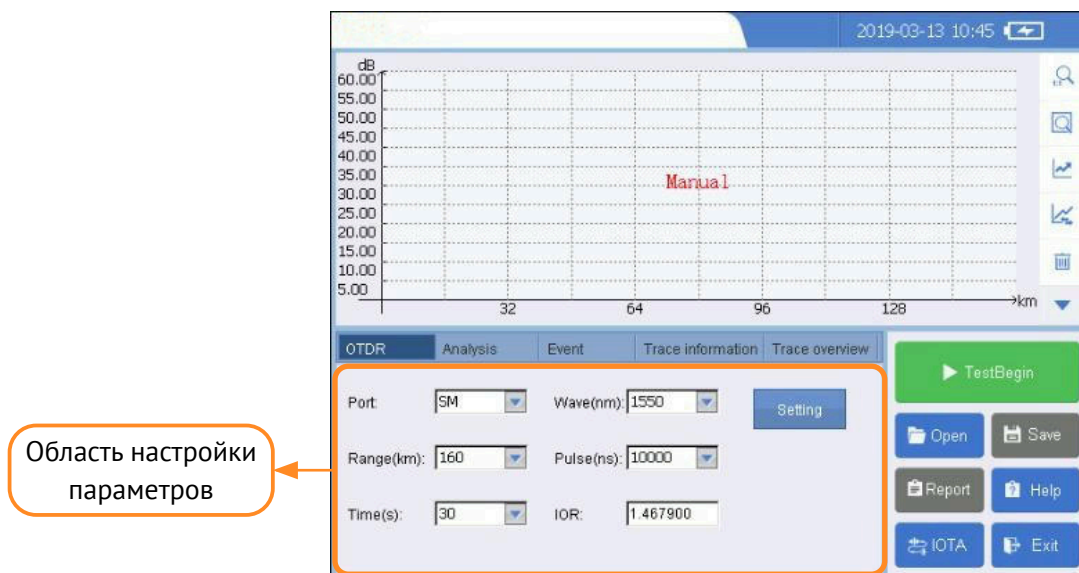 2019-03-13 10:45
dB
60.00
55.00
50.00
45.00
40.00
35.00
30.00
25.00
20.00
15.00
10.00
5.00
Manual
32 64 96 128 km
OTDR Analysis Event Trace information Trace overview
Port: SM Wave(nm): 1550 Setting
Range(km): 160 Pulse(ns): 10000
Time(s): 30 IOR: 1.467900
TestBegin
Open Save
Report Help
IOTA Exit
Область настройки
параметров